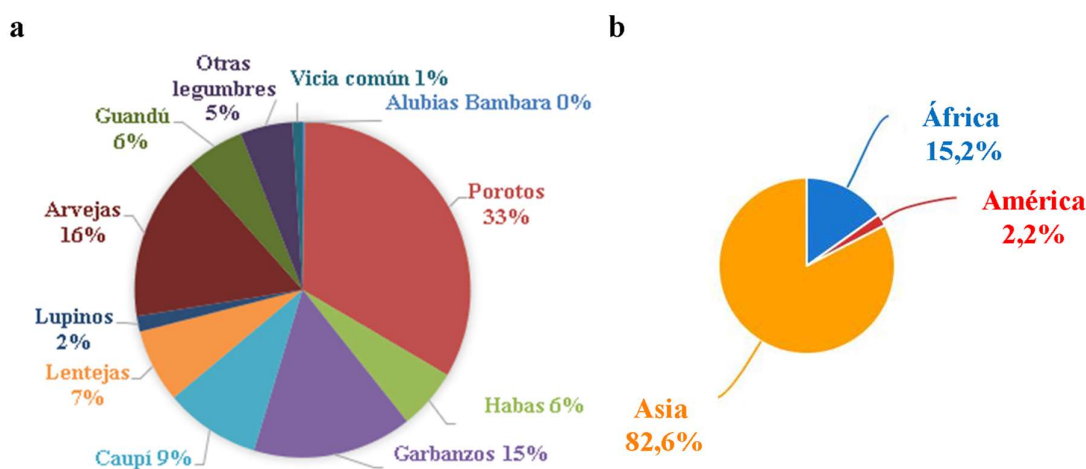 a
Otras
legumbres
5%
Vicia común 1%
Alubias Bambara 0%
Guandú
6%
Porotos
33%
Arvejas
16%
Lupinos
2%
Lentejas
7%
Habas 6%
Caupí 9%
Garbanzos 15%
b
África
15,2%
América
2,2%
Asia
82,6%